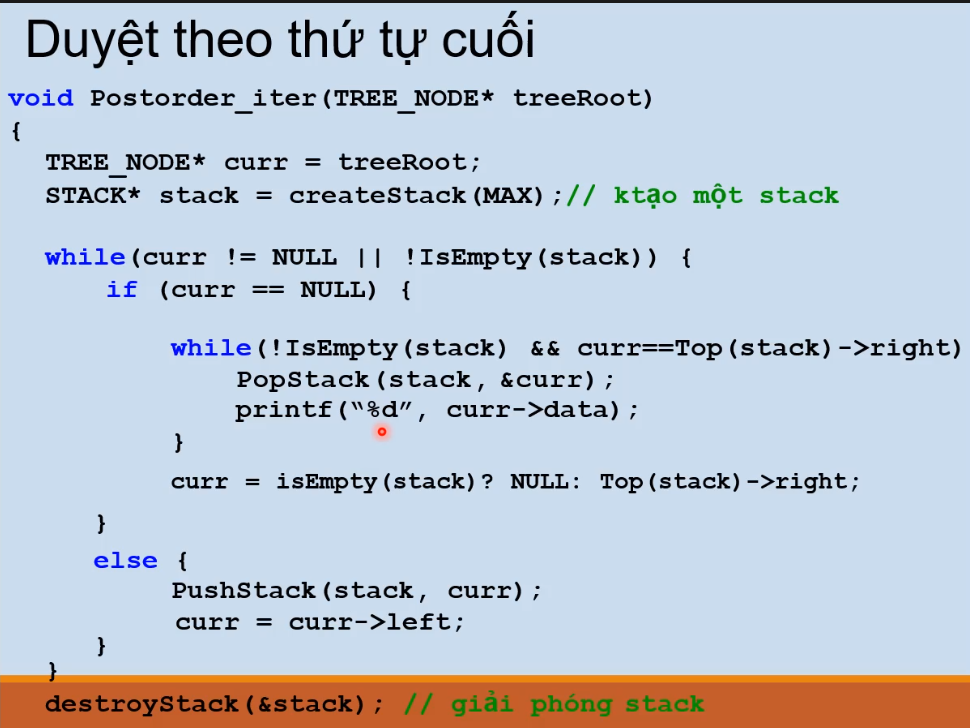 Duyệt theo thứ tự cuối
void Postorder_iter(TREE_NODE* treeRoot)
{
TREE_NODE* curr = treeRoot;
STACK* stack = createStack(MAX);// ktạo một stack
while(curr != NULL || !IsEmpty(stack)) {
if (curr == NULL) {
while(!IsEmpty(stack) && curr==Top(stack)->right)
PopStack(stack, &curr);
printf(“%d”, curr->data);
}
curr = isEmpty(stack)? NULL: Top(stack)->right;
}
else {
PushStack(stack, curr);
curr = curr->left;
}
}
destroyStack(&stack); // giải phóng stack